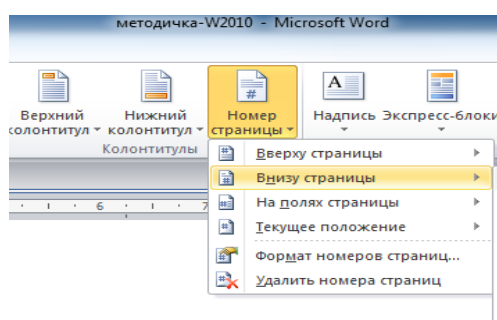 методичка-W2010 - Microsoft Word
Верхний Нижний Номер Надпись Экспресс-блоки
колонтитул колонтитул страницы
Колонтитулы
Вверху страницы
Внизу страницы
6 7
На полях страницы
Текущее положение
Формат номеров страниц...
Удалить номера страниц